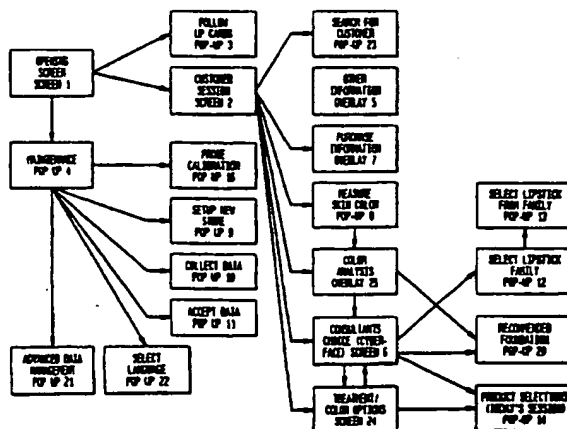 FOLLOW
UP CARDS
POP-UP 3
SEARCH FOR
CUSTOMER
POP-UP 23
OPENING
SCREEN
SCREEN 1
CUSTOMER
SESSION
SCREEN 2
OTHER
INFORMATION
OVERLAY 5
MAINTENANCE
POP UP 4
PROBE
CALIBRATION
POP UP 16
PURCHASE
INFORMATION
OVERLAY 7
SETUP NEW
STORE
POP UP 9
MEASURE
SKIN COLOR
POP-UP 8
SELECT LIPSTICK
FROM FAMILY
POP-UP 13
COLLECT DATA
POP UP 10
COLOR
ANALYSIS
OVERLAY 25
SELECT LIPSTICK
FAMILY
POP-UP 12
ACCEPT DATA
POP UP 11
CONSULTANTS
CHOICE (CYBER-
FACE) SCREEN 6
RECOMMENDED
FOUNDATION
POP-UP 20
ADVANCED DATA
MANAGEMENT
POP UP 21
SELECT
LANGUAGE
POP UP 22
TREATMENT/
COLOR OPTIONS
SCREEN 24
PRODUCT SELECTIONS
(TODAY'S SESSION)
POP-UP 14